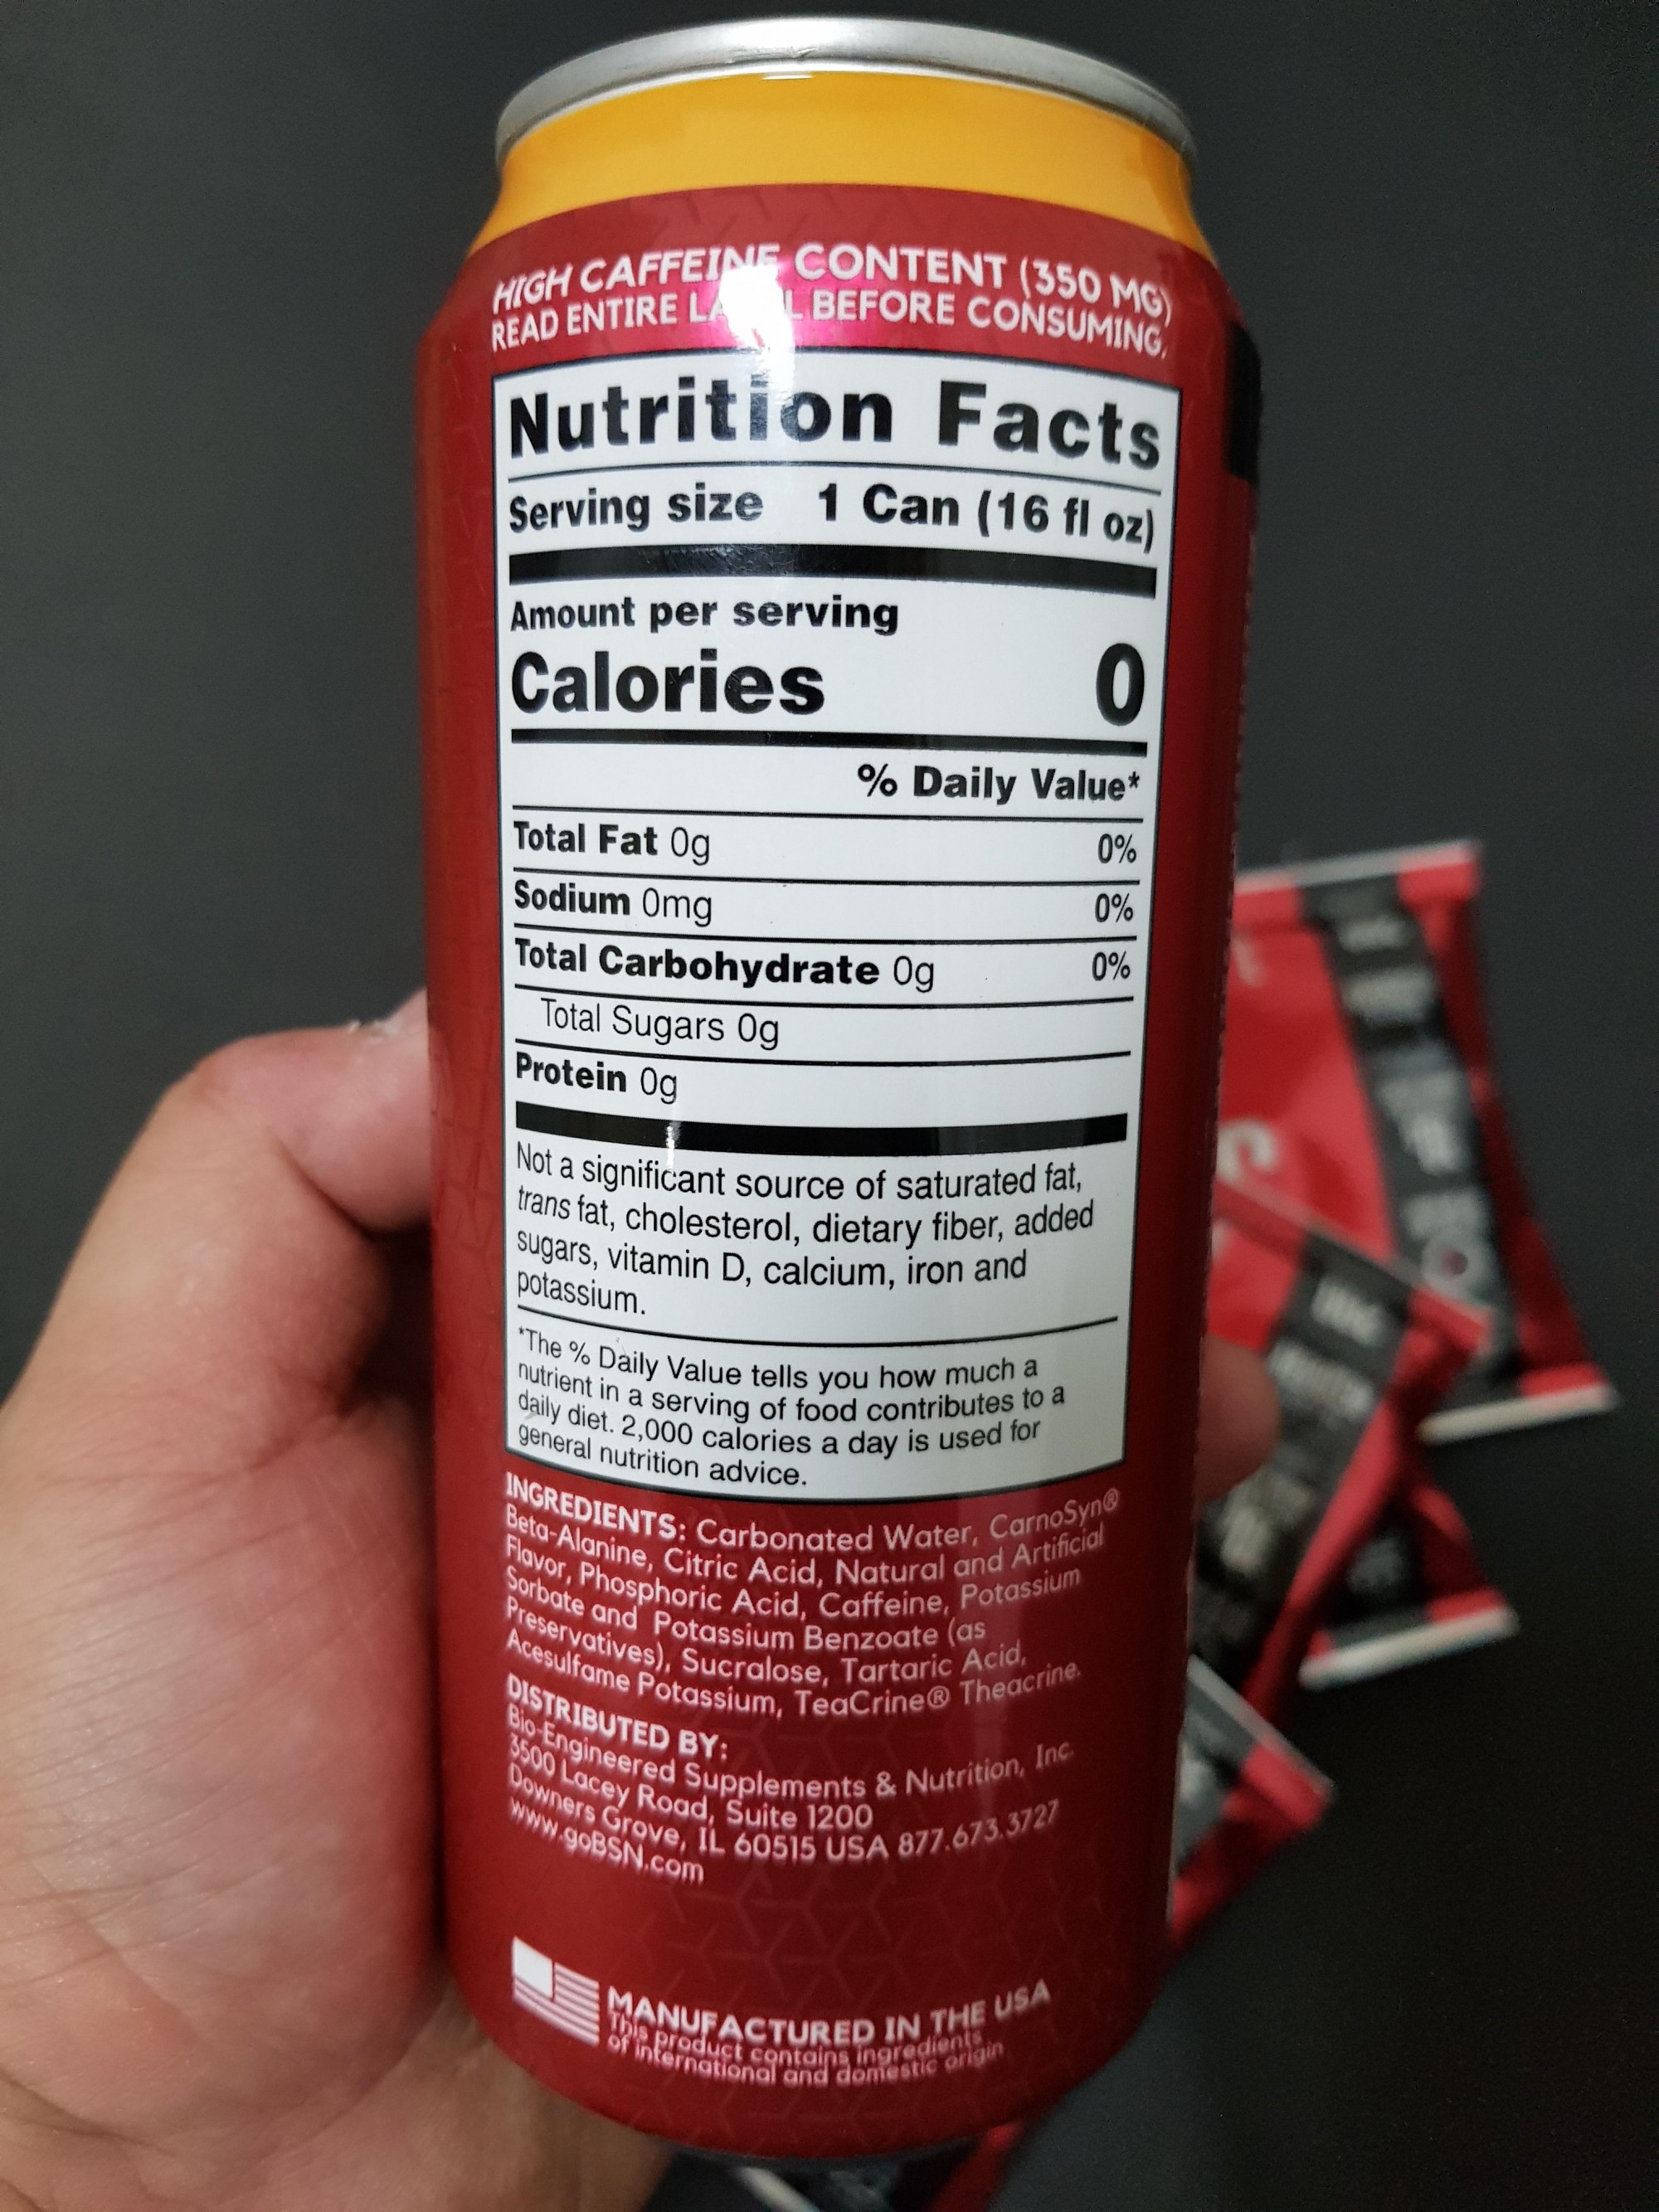 HIGH CAFFEINE CONTENT (350 MG)
READ ENTIRE LABEL BEFORE CONSUMING.
Nutrition Facts
Serving size 1 Can (16 fl oz)
Amount per serving
Calories 0
% Daily Value*
Total Fat 0g 0%
Sodium 0mg 0%
Total Carbohydrate 0g 0%
Total Sugars 0g
Protein 0g
Not a significant source of saturated fat,
trans fat, cholesterol, dietary fiber, added
sugars, vitamin D, calcium, iron and
potassium.
*The % Daily Value tells you how much a
nutrient in a serving of food contributes to a
daily diet. 2,000 calories a day is used for
general nutrition advice.
INGREDIENTS: Carbonated Water, CarnoSyn®
Beta-Alanine, Citric Acid, Natural and Artificial
Flavor, Phosphoric Acid, Caffeine, Potassium
Sorbate and Potassium Benzoate (as
Preservatives), Sucralose, Tartaric Acid,
Acesulfame Potassium, TeaCrine® Theacrine.
DISTRIBUTED BY:
Bio-Engineered Supplements & Nutrition, Inc.
3500 Lacey Road, Suite 1200
Downers Grove, IL 60515 USA 877.673.3727
www.goBSN.com
MANUFACTURED IN THE USA
This product contains ingredients
of international and domestic origin